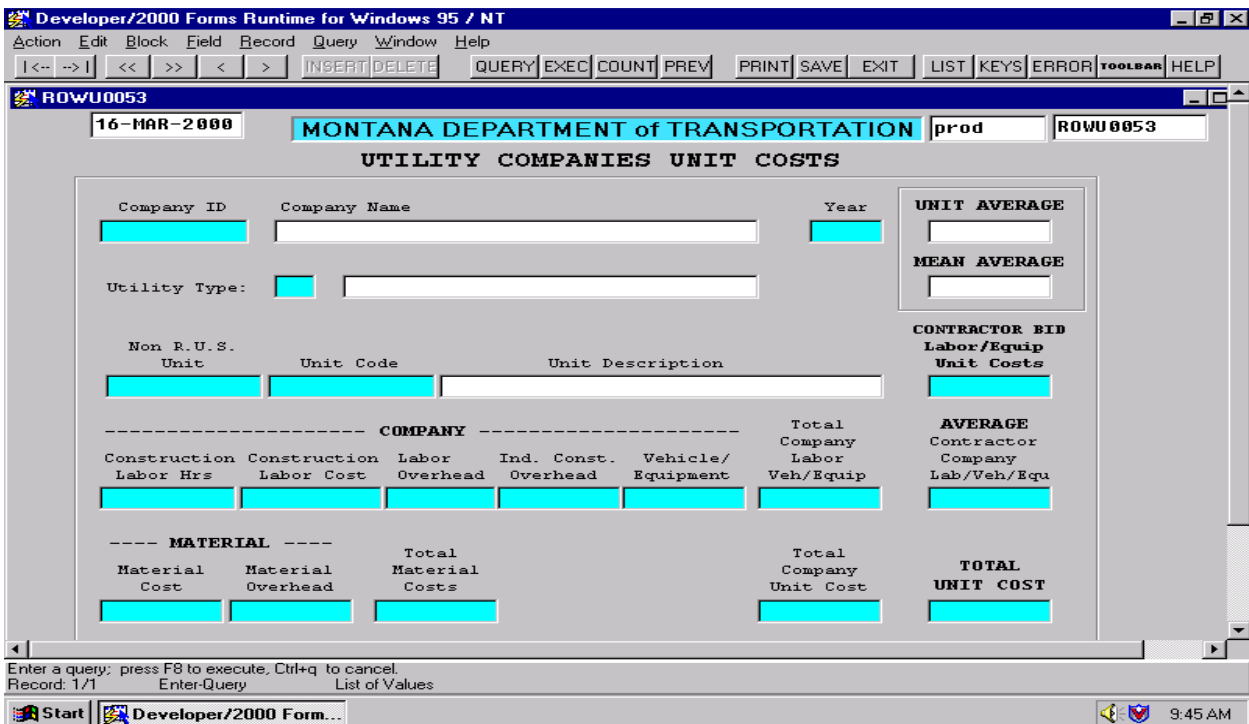 Developer/2000 Forms Runtime for Windows 95 / NT
Action Edit Block Field Record Query Window Help
|<-- -->| << >> < > INSERT DELETE QUERY EXEC COUNT PREV PRINT SAVE EXIT LIST KEYS ERROR TOOLBAR HELP
ROWU0053
16-MAR-2000 MONTANA DEPARTMENT of TRANSPORTATION prod ROWU0053
UTILITY COMPANIES UNIT COSTS
Company ID Company Name Year UNIT AVERAGE
MEAN AVERAGE
Utility Type:
CONTRACTOR BID
Non R.U.S. Labor/Equip
Unit Unit Code Unit Description Unit Costs
Total AVERAGE
---------------------- COMPANY ----------------------
Company Contractor
Construction Construction Labor Ind. Const. Vehicle/ Labor Company
Labor Hrs Labor Cost Overhead Overhead Equipment Veh/Equip Lab/Veh/Equ
---- MATERIAL ----
Total Total
Material Material Material Company TOTAL
Cost Overhead Costs Unit Cost UNIT COST
Enter a query; press F8 to execute, Ctrl+q to cancel.
Record: 1/1 Enter-Query List of Values
Start Developer/2000 Form... 9:45 AM